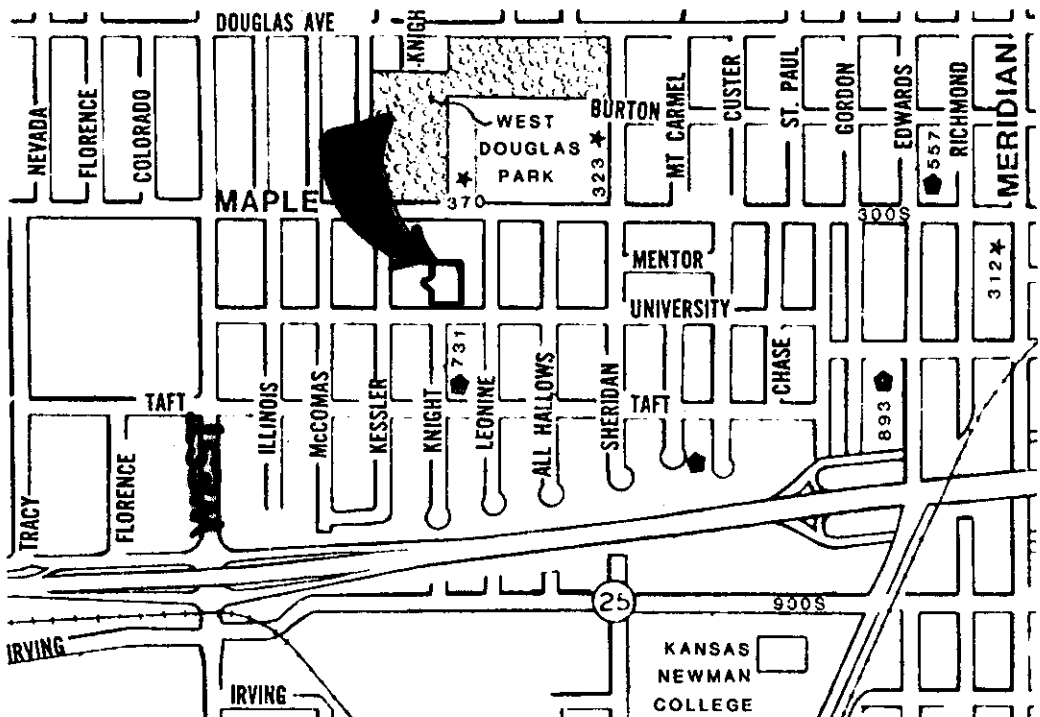 DOUGLAS AVE
KNIGH
NEVADA
FLORENCE
COLORADO
WEST
DOUGLAS
PARK
BURTON
323
MT CARMEL
CUSTER
ST. PAUL
GORDON
EDWARDS
557
RICHMOND
MERIDIAN
MAPLE
370
300S
MENTOR
312
UNIVERSITY
731
CHASE
TAFT
ILLINOIS
McCOMAS
KESSLER
KNIGHT
LEONINE
ALL HALLOWS
SHERIDAN
TAFT
893
TRACY
FLORENCE
25
900S
IRVING
KANSAS
NEWMAN
COLLEGE
IRVING